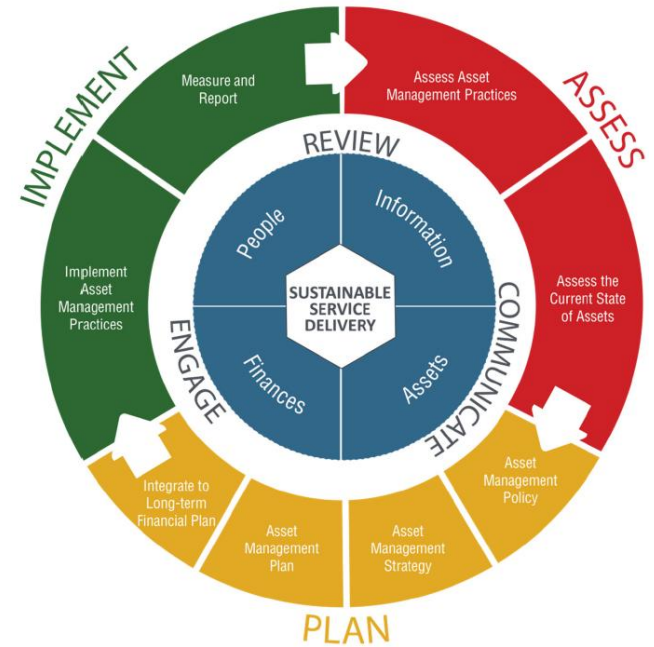 IMPLEMENT
Measure and
Report
Assess Asset
Management Practices
ASSESS
REVIEW
People
Information
Implement
Asset
Management
Practices
SUSTAINABLE
SERVICE
DELIVERY
Assess the
Current State
of Assets
ENGAGE
COMMUNICATE
Finances
Assets
Integrate to
Long-term
Financial Plan
Asset
Management
Plan
Asset
Management
Strategy
Asset
Management
Policy
PLAN